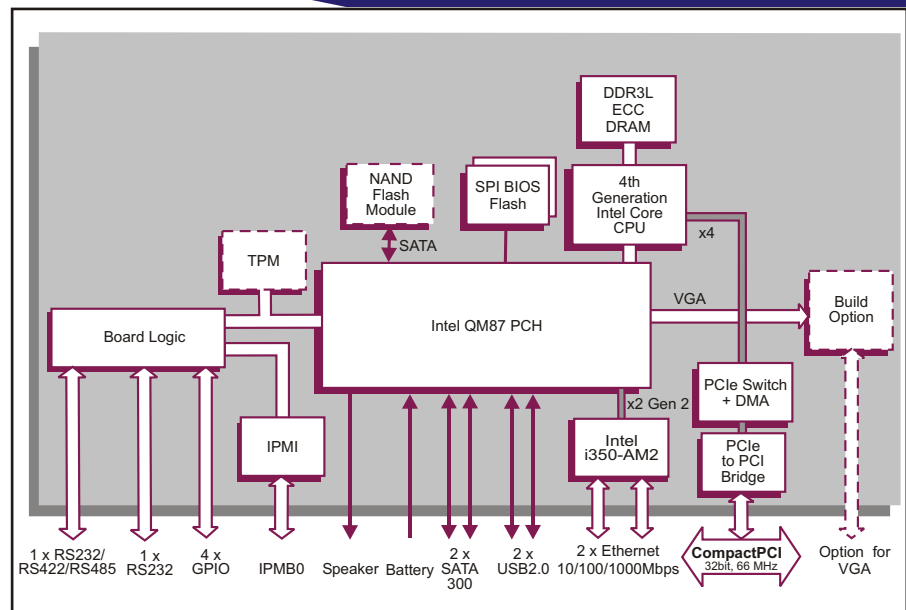 DDR3L
ECC
DRAM
NAND
Flash
Module
SPI BIOS
Flash
4th
Generation
Intel Core
CPU
x4
SATA
TPM
VGA
Build
Option
Intel QM87 PCH
Board Logic
PCIe Switch
+ DMA
x2 Gen 2
IPMI
Intel
i350-AM2
PCIe
to PCI
Bridge
1 x RS232/
RS422/RS485
1 x
RS232
4 x
GPIO
IPMB0
Speaker
Battery
2 x
SATA
300
2 x
USB2.0
2 x Ethernet
10/100/1000Mbps
CompactPCI
32bit, 66 MHz
Option for
VGA